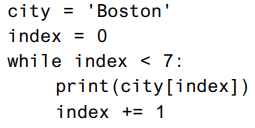 city = 'Boston'
index = 0
while index < 7:
    print(city[index])
    index += 1